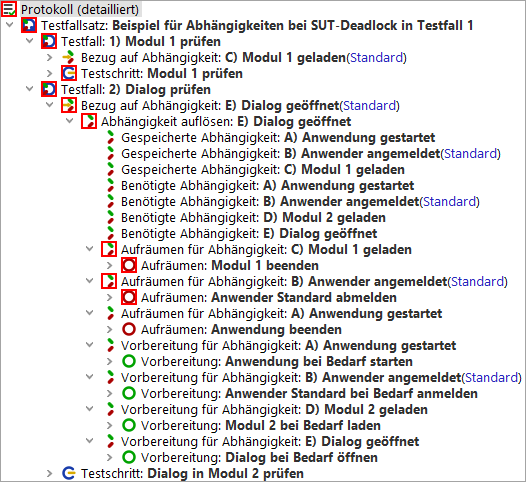 Protokoll (detailliert)
Testfallsatz: Beispiel für Abhängigkeiten bei SUT-Deadlock in Testfall 1
Testfall: 1) Modul 1 prüfen
Bezug auf Abhängigkeit: C) Modul 1 geladen(Standard)
Testschritt: Modul 1 prüfen
Testfall: 2) Dialog prüfen
Bezug auf Abhängigkeit: E) Dialog geöffnet(Standard)
Abhängigkeit auflösen: E) Dialog geöffnet
Gespeicherte Abhängigkeit: A) Anwendung gestartet
Gespeicherte Abhängigkeit: B) Anwender angemeldet(Standard)
Gespeicherte Abhängigkeit: C) Modul 1 geladen
Benötigte Abhängigkeit: A) Anwendung gestartet
Benötigte Abhängigkeit: B) Anwender angemeldet(Standard)
Benötigte Abhängigkeit: D) Modul 2 geladen
Benötigte Abhängigkeit: E) Dialog geöffnet
Aufräumen für Abhängigkeit: C) Modul 1 geladen
Aufräumen: Modul 1 beenden
Aufräumen für Abhängigkeit: B) Anwender angemeldet(Standard)
Aufräumen: Anwender Standard abmelden
Aufräumen für Abhängigkeit: A) Anwendung gestartet
Aufräumen: Anwendung beenden
Vorbereitung für Abhängigkeit: A) Anwendung gestartet
Vorbereitung: Anwendung bei Bedarf starten
Vorbereitung für Abhängigkeit: B) Anwender angemeldet(Standard)
Vorbereitung: Anwender Standard bei Bedarf anmelden
Vorbereitung für Abhängigkeit: D) Modul 2 geladen
Vorbereitung: Modul 2 bei Bedarf laden
Vorbereitung für Abhängigkeit: E) Dialog geöffnet
Vorbereitung: Dialog bei Bedarf öffnen
Testschritt: Dialog in Modul 2 prüfen